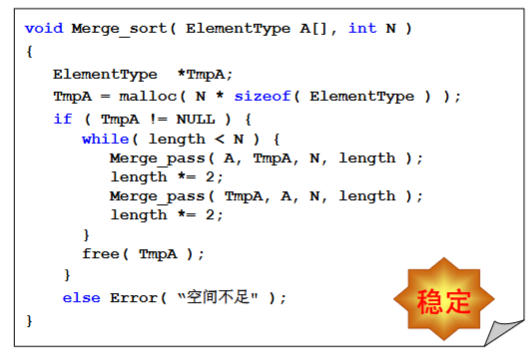 void Merge_sort( ElementType A[], int N )
{
ElementType *TmpA;
TmpA = malloc( N * sizeof( ElementType ) );
if ( TmpA != NULL ) {
while( length < N ) {
Merge_pass( A, TmpA, N, length );
length *= 2;
Merge_pass( TmpA, A, N, length );
length *= 2;
}
free( TmpA );
}
else Error( “空间不足" );
}
稳定